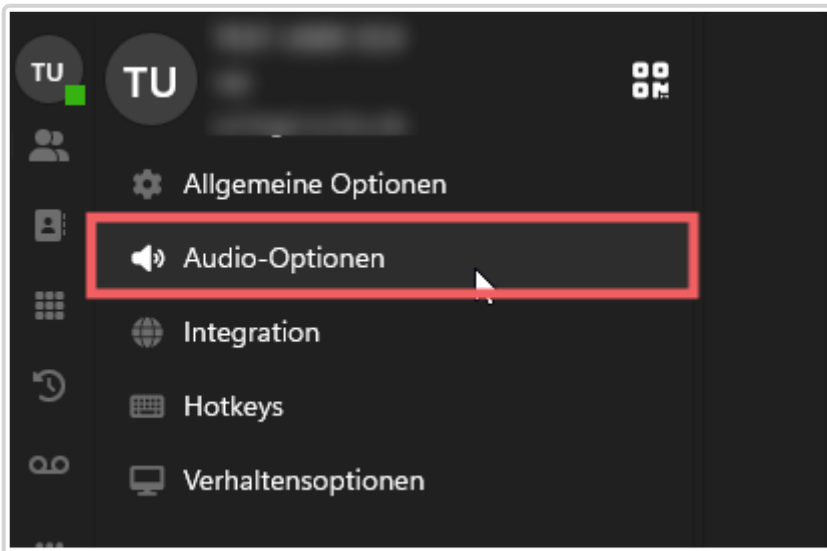 TU
TU
Allgemeine Optionen
Audio-Optionen
Integration
Hotkeys
Verhaltensoptionen